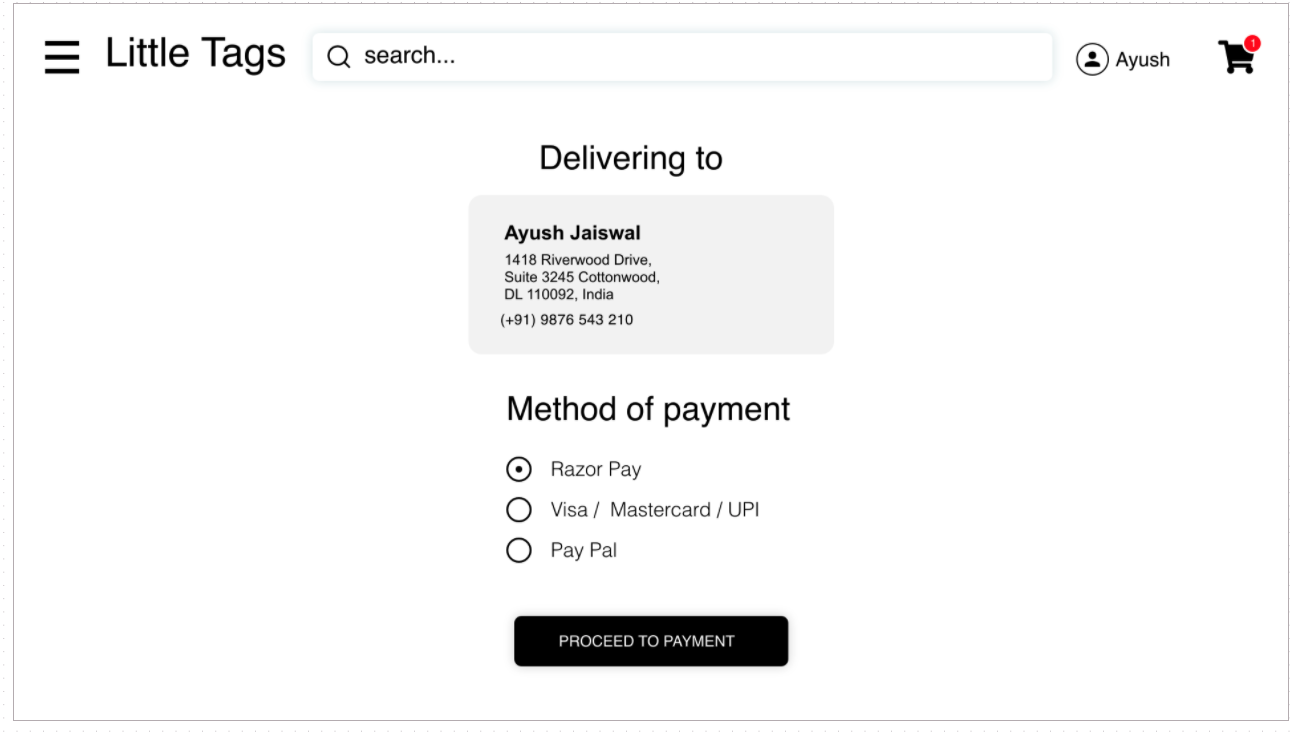 Little Tags
search...
Ayush
1
Delivering to
Ayush Jaiswal
1418 Riverwood Drive,
Suite 3245 Cottonwood,
DL 110092, India
(+91) 9876 543 210
Method of payment
Razor Pay
Visa /  Mastercard / UPI
Pay Pal
PROCEED TO PAYMENT